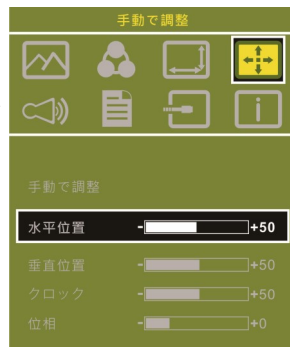 手動で調整
i
手動で調整
水平位置 - +50
垂直位置 - +50
クロック - +50
位相 - +0